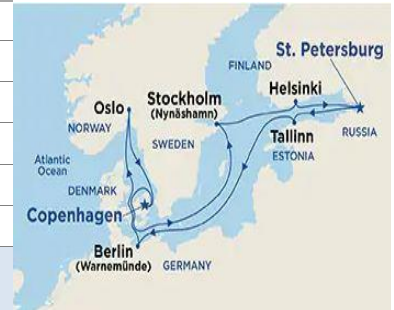 St. Petersburg
FINLAND
Helsinki
Stockholm
(Nynäshamn)
Oslo
NORWAY
Tallinn
RUSSIA
SWEDEN
ESTONIA
Atlantic
Ocean
DENMARK
Copenhagen
Berlin
(Warnemünde)
GERMANY